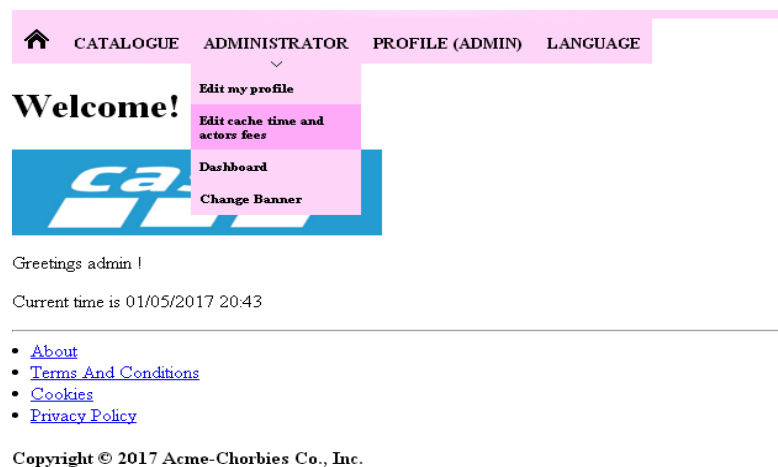 CATALOGUE ADMINISTRATOR PROFILE (ADMIN) LANGUAGE
Edit my profile
Edit cache time and
actors fees
Dashboard
Change Banner
Welcome!
Greetings admin !
Current time is 01/05/2017 20:43
About
Terms And Conditions
Cookies
Privacy Policy
Copyright © 2017 Acme-Chorbies Co., Inc.